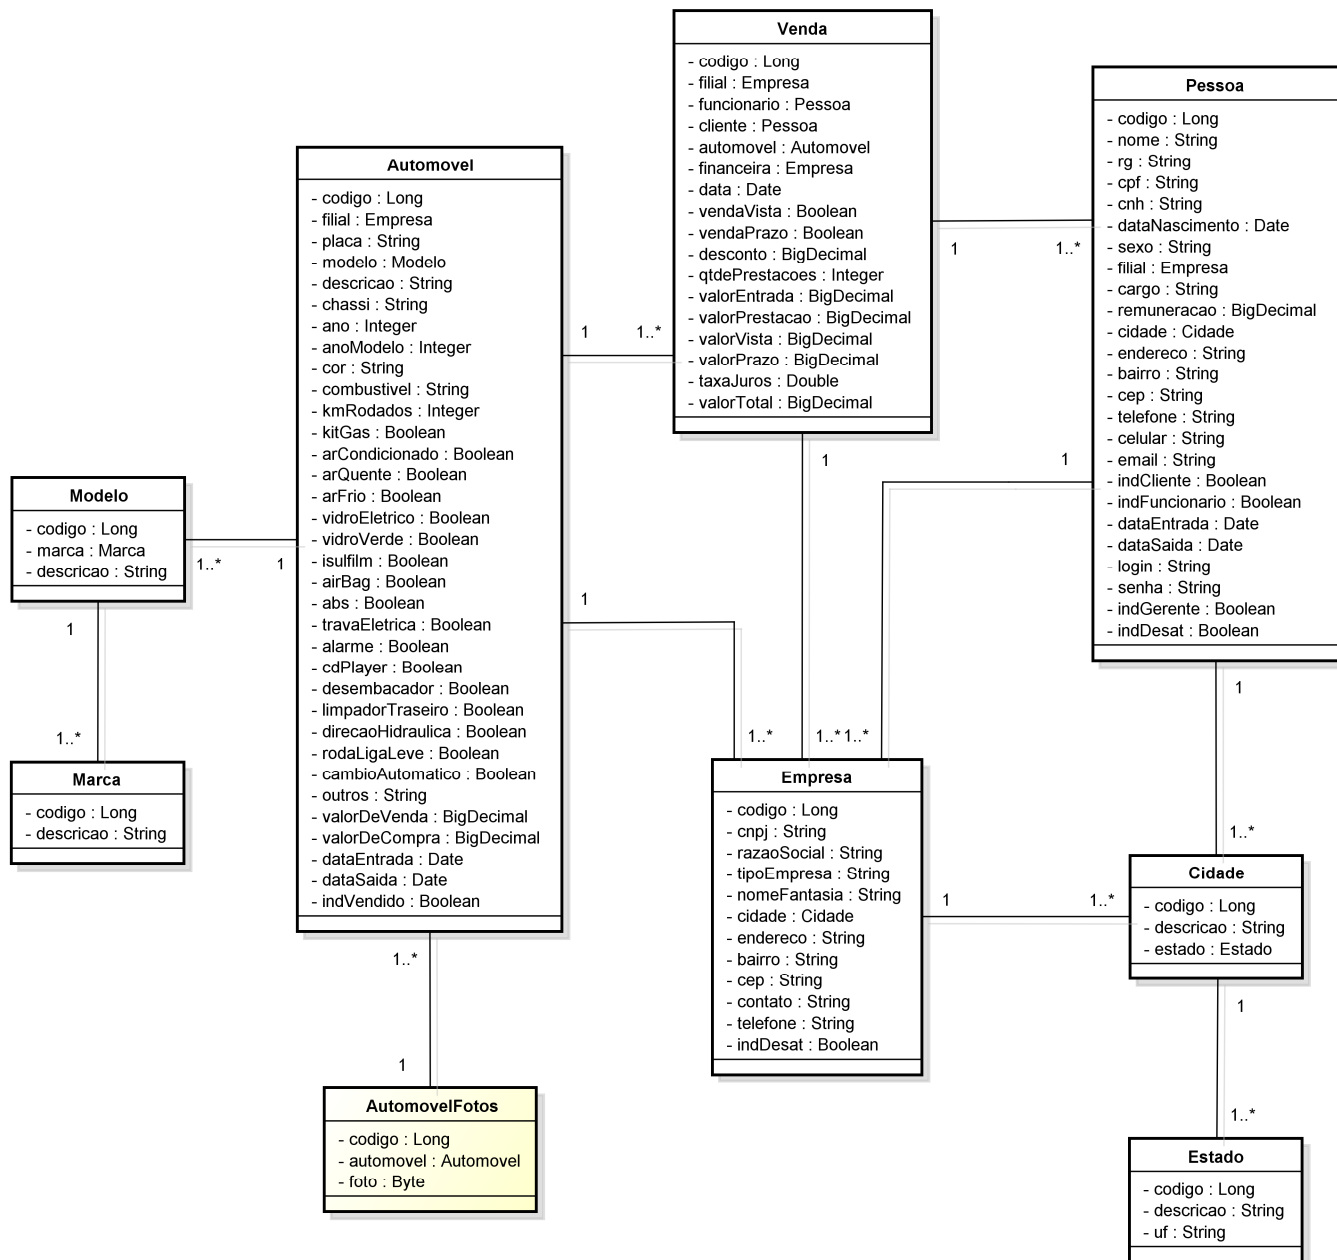 Venda
- codigo : Long
- filial : Empresa
- funcionario : Pessoa
- cliente : Pessoa
- automovel : Automovel
- financeira : Empresa
- data : Date
- vendaVista : Boolean
- vendaPrazo : Boolean
- desconto : BigDecimal
- qtdePrestacoes : Integer
- valorEntrada : BigDecimal
- valorPrestacao : BigDecimal
- valorVista : BigDecimal
- valorPrazo : BigDecimal
- taxaJuros : Double
- valorTotal : BigDecimal
Pessoa
- codigo : Long
- nome : String
- rg : String
- cpf : String
- cnh : String
- dataNascimento : Date
- sexo : String
- filial : Empresa
- cargo : String
- remuneracao : BigDecimal
- cidade : Cidade
- endereco : String
- bairro : String
- cep : String
- telefone : String
- celular : String
- email : String
- indCliente : Boolean
- indFuncionario : Boolean
- dataEntrada : Date
- dataSaida : Date
- login : String
- senha : String
- indGerente : Boolean
- indDesat : Boolean
Automovel
- codigo : Long
- filial : Empresa
- placa : String
- modelo : Modelo
- descricao : String
- chassi : String
- ano : Integer
- anoModelo : Integer
- cor : String
- combustivel : String
- kmRodados : Integer
- kitGas : Boolean
- arCondicionado : Boolean
- arQuente : Boolean
- arFrio : Boolean
- vidroEletrico : Boolean
- vidroVerde : Boolean
- isulfilm : Boolean
- airBag : Boolean
- abs : Boolean
- travaEletrica : Boolean
- alarme : Boolean
- cdPlayer : Boolean
- desembacador : Boolean
- limpadorTraseiro : Boolean
- direcaoHidraulica : Boolean
- rodaLigaLeve : Boolean
- cambioAutomatico : Boolean
- outros : String
- valorDeVenda : BigDecimal
- valorDeCompra : BigDecimal
- dataEntrada : Date
- dataSaida : Date
- indVendido : Boolean
1 1..*
1 1..*
1
1
Modelo
- codigo : Long
- marca : Marca
- descricao : String
1..* 1
1
1..*
Marca
- codigo : Long
- descricao : String
1
1..* 1..* 1..*
Empresa
- codigo : Long
- cnpj : String
- razaoSocial : String
- tipoEmpresa : String
- nomeFantasia : String
- cidade : Cidade
- endereco : String
- bairro : String
- cep : String
- contato : String
- telefone : String
- indDesat : Boolean
1
1..*
1 1..*
Cidade
- codigo : Long
- descricao : String
- estado : Estado
1..*
1
AutomovelFotos
- codigo : Long
- automovel : Automovel
- foto : Byte
1
1..*
Estado
- codigo : Long
- descricao : String
- uf : String